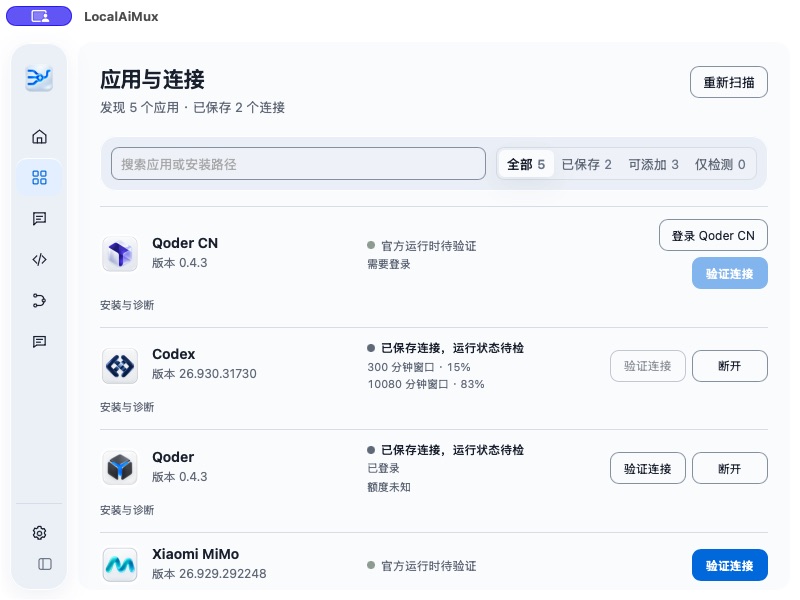 LocalAiMux
应用与连接
发现 5 个应用 · 已保存 2 个连接
重新扫描
搜索应用或安装路径
全部 5 已保存 2 可添加 3 仅检测 0
Qoder CN
版本 0.4.3
官方运行时待验证
需要登录
登录 Qoder CN
验证连接
安装与诊断
Codex
版本 26.930.31730
已保存连接，运行状态待检
300 分钟窗口 · 15%
10080 分钟窗口 · 83%
验证连接
断开
安装与诊断
Qoder
版本 0.4.3
已保存连接，运行状态待检
已登录
额度未知
验证连接
断开
安装与诊断
Xiaomi MiMo
版本 26.929.292248
官方运行时待验证
验证连接